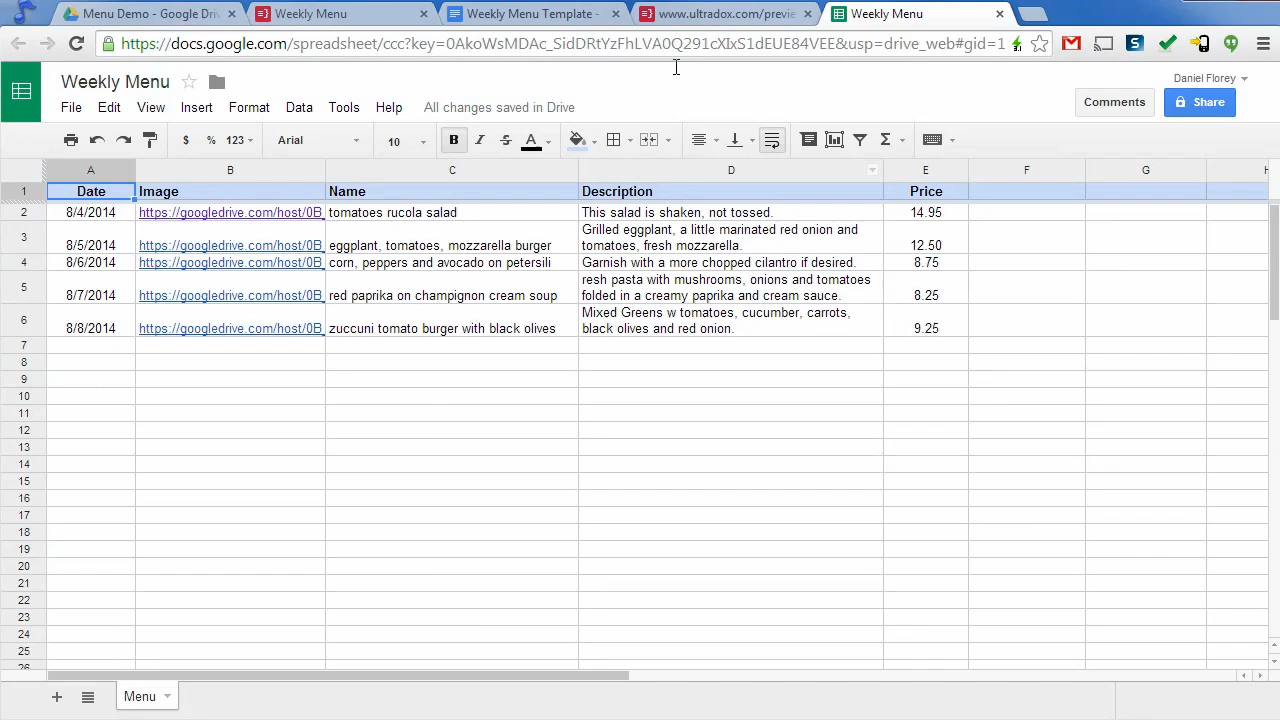 Menu Demo - Google Dri
Weekly Menu
Weekly Menu Template -
www.ultradox.com/previe
Weekly Menu
https://docs.google.com/spreadsheet/ccc?key=0AkoWsMDAc_SidDRtYzFhLVA0Q291cXIxS1dEUE84VEE&usp=drive_web#gid=1
Weekly Menu
Daniel Florey
File Edit View Insert Format Data Tools Help All changes saved in Drive
Comments Share
$ % 123 Arial 10 B I S A Σ
A B C D E F G H
1 Date Image Name Description Price
2 8/4/2014 https://googledrive.com/host/0B_ tomatoes rucola salad This salad is shaken, not tossed. 14.95
Grilled eggplant, a little marinated red onion and
3 8/5/2014 https://googledrive.com/host/0B_ eggplant, tomatoes, mozzarella burger tomatoes, fresh mozzarella. 12.50
4 8/6/2014 https://googledrive.com/host/0B_ corn, peppers and avocado on petersili Garnish with a more chopped cilantro if desired. 8.75
resh pasta with mushrooms, onions and tomatoes
5 8/7/2014 https://googledrive.com/host/0B_ red paprika on champignon cream soup folded in a creamy paprika and cream sauce. 8.25
Mixed Greens w tomatoes, cucumber, carrots,
6 8/8/2014 https://googledrive.com/host/0B_ zuccuni tomato burger with black olives black olives and red onion. 9.25
7
8
9
10
11
12
13
14
15
16
17
18
19
20
21
22
23
24
25
26
Menu